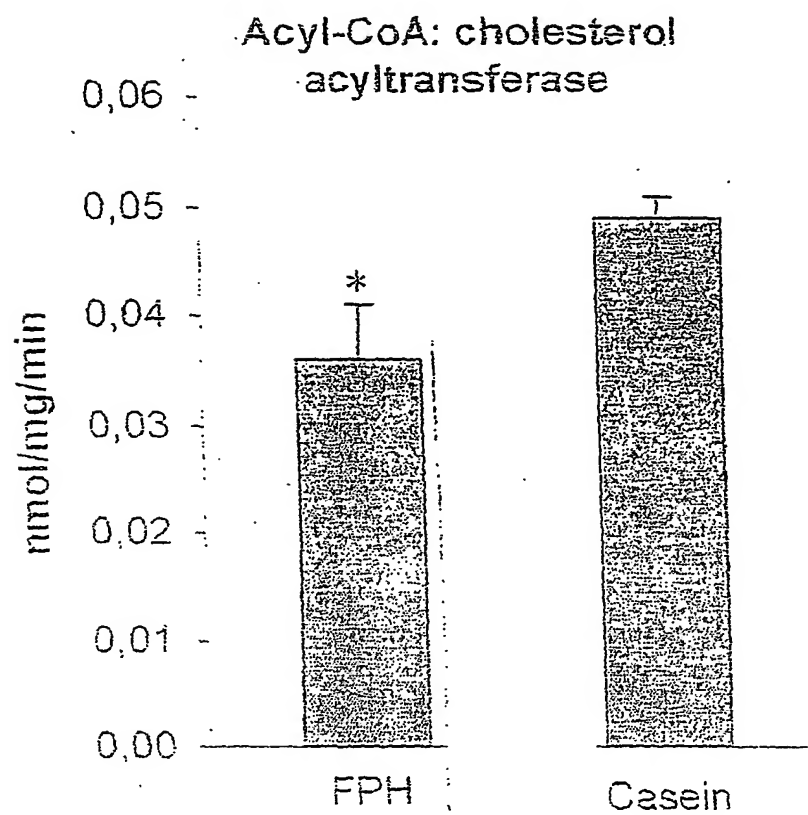 Acyl-CoA: cholesterol
acyltransferase
0,06
0,05
0,04
0,03
0,02
0,01
0,00
nmol/mg/min
*
FPH
Casein